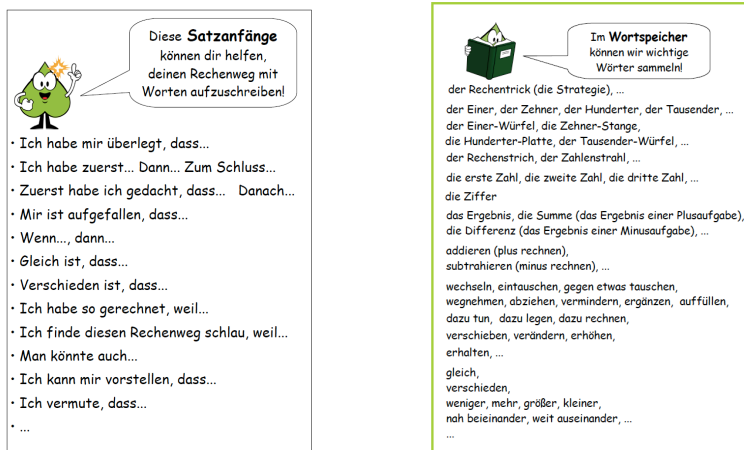 Diese Satzanfänge
können dir helfen,
deinen Rechenweg mit
Worten aufzuschreiben!
· Ich habe mir überlegt, dass...
· Ich habe zuerst... Dann... Zum Schluss...
· Zuerst habe ich gedacht, dass... Danach...
· Mir ist aufgefallen, dass...
· Wenn..., dann...
· Gleich ist, dass...
· Verschieden ist, dass...
· Ich habe so gerechnet, weil...
· Ich finde diesen Rechenweg schlau, weil...
· Man könnte auch...
· Ich kann mir vorstellen, dass...
· Ich vermute, dass...
· ...
Im Wortspeicher
können wir wichtige
Wörter sammeln!
der Rechentrick (die Strategie), ...
der Einer, der Zehner, der Hunderter, der Tausender, ...
der Einer-Würfel, die Zehner-Stange,
die Hunderter-Platte, der Tausender-Würfel, ...
der Rechenstrich, der Zahlenstrahl, ...
die erste Zahl, die zweite Zahl, die dritte Zahl, ...
die Ziffer
das Ergebnis, die Summe (das Ergebnis einer Plusaufgabe),
die Differenz (das Ergebnis einer Minusaufgabe), ...
addieren (plus rechnen),
subtrahieren (minus rechnen), ...
wechseln, eintauschen, gegen etwas tauschen,
wegnehmen, abziehen, vermindern, ergänzen, auffüllen,
dazu tun, dazu legen, dazu rechnen,
verschieben, verändern, erhöhen,
erhalten, ...
gleich,
verschieden,
weniger, mehr, größer, kleiner,
nah beieinander, weit auseinander, ...
...